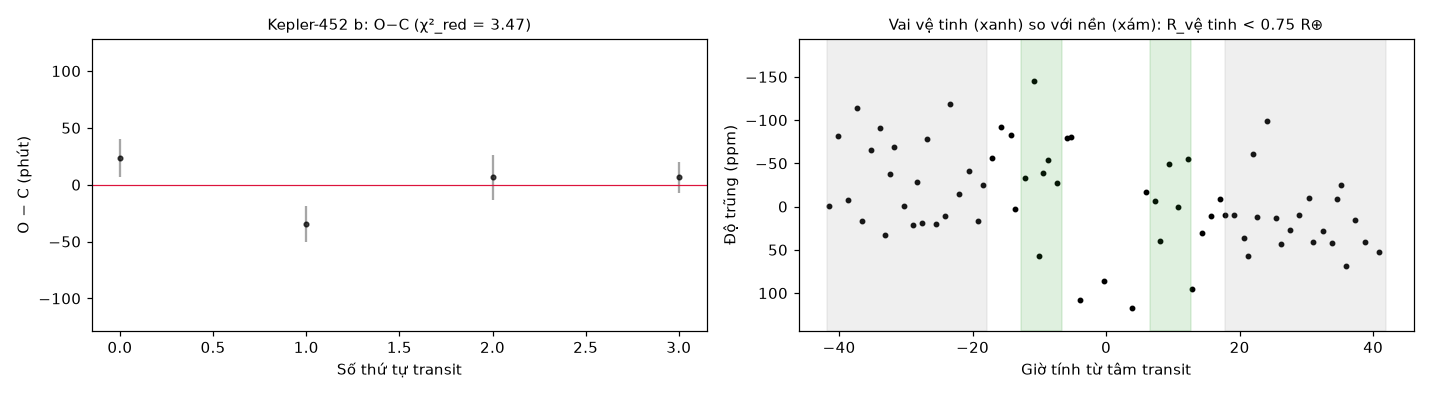 Kepler-452 b: O−C (χ²_red = 3.47)
100
50
0
−50
−100
O − C (phút)
0.0 0.5 1.0 1.5 2.0 2.5 3.0
Số thứ tự transit
Vai vệ tinh (xanh) so với nền (xám): R_vệ tinh < 0.75 R⊕
−150
−100
−50
0
50
100
Độ trũng (ppm)
−40 −20 0 20 40
Giờ tính từ tâm transit